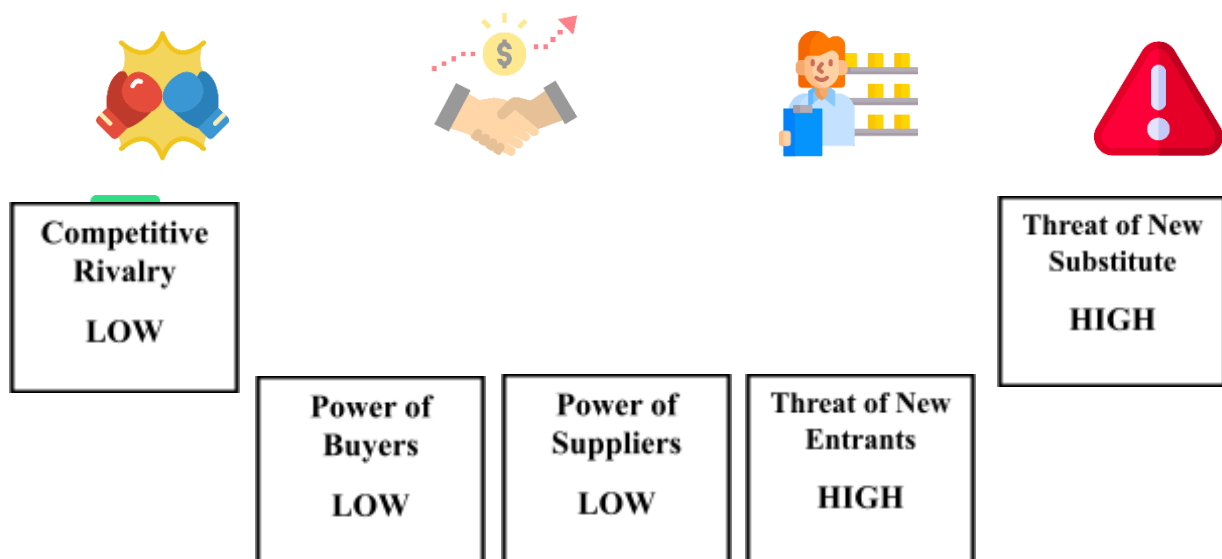 $
Competitive
Rivalry
LOW
Power of
Buyers
LOW
Power of
Suppliers
LOW
Threat of New
Entrants
HIGH
Threat of New
Substitute
HIGH